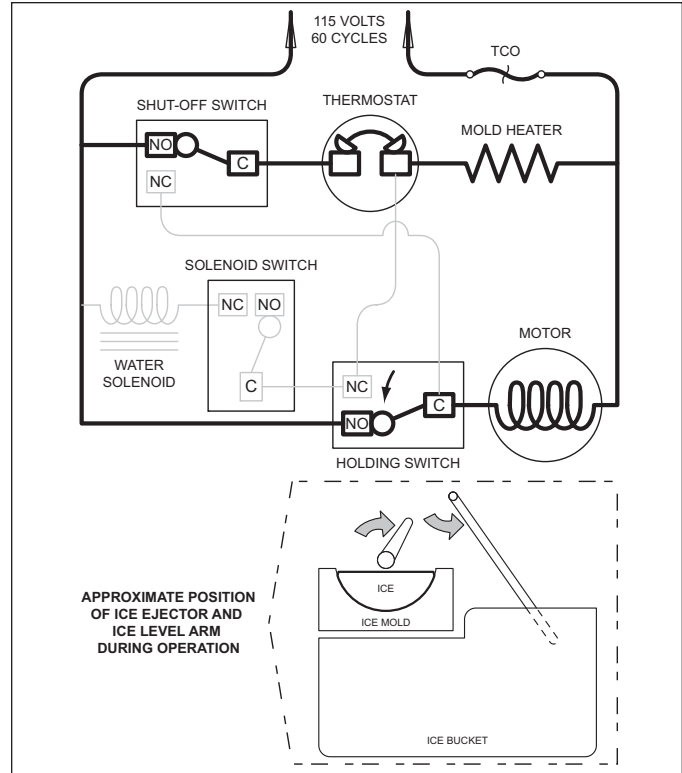 115 VOLTS
60 CYCLES
TCO
SHUT-OFF SWITCH
THERMOSTAT
MOLD HEATER
NO
C
NC
SOLENOID SWITCH
NC
NO
C
WATER
SOLENOID
MOTOR
NC
C
NO
HOLDING SWITCH
APPROXIMATE POSITION
OF ICE EJECTOR AND
ICE LEVEL ARM
DURING OPERATION
ICE
ICE MOLD
ICE BUCKET